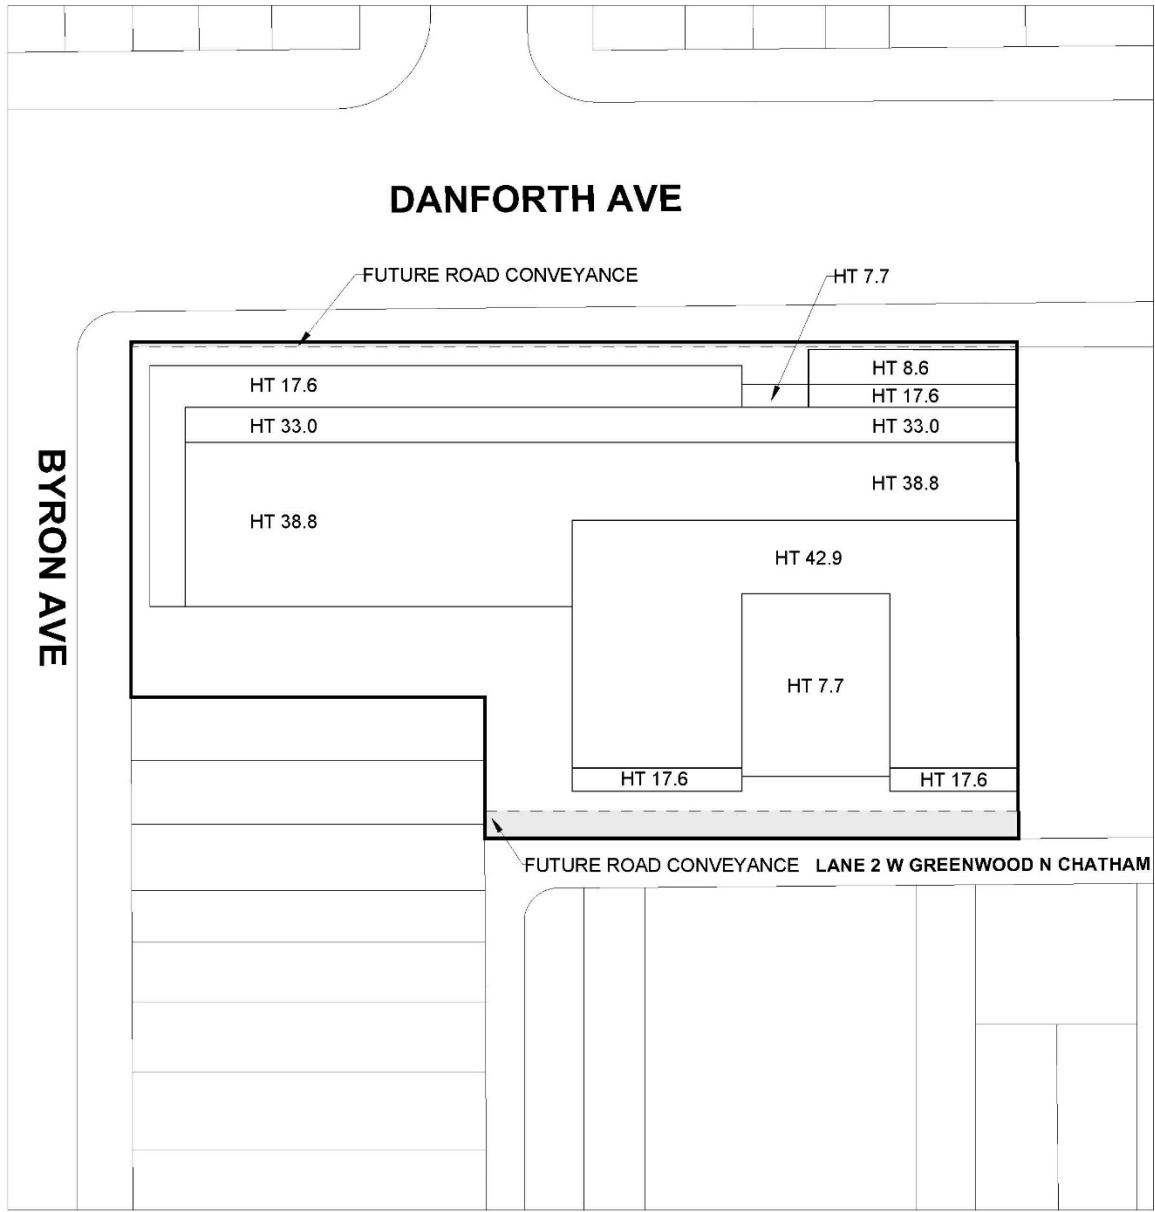 DANFORTH AVE
FUTURE ROAD CONVEYANCE
HT 7.7
HT 8.6
HT 17.6
HT 17.6
HT 33.0
HT 33.0
BYRON AVE
HT 38.8
HT 38.8
HT 42.9
HT 7.7
HT 17.6
HT 17.6
FUTURE ROAD CONVEYANCE
LANE 2 W GREENWOOD N CHATHAM